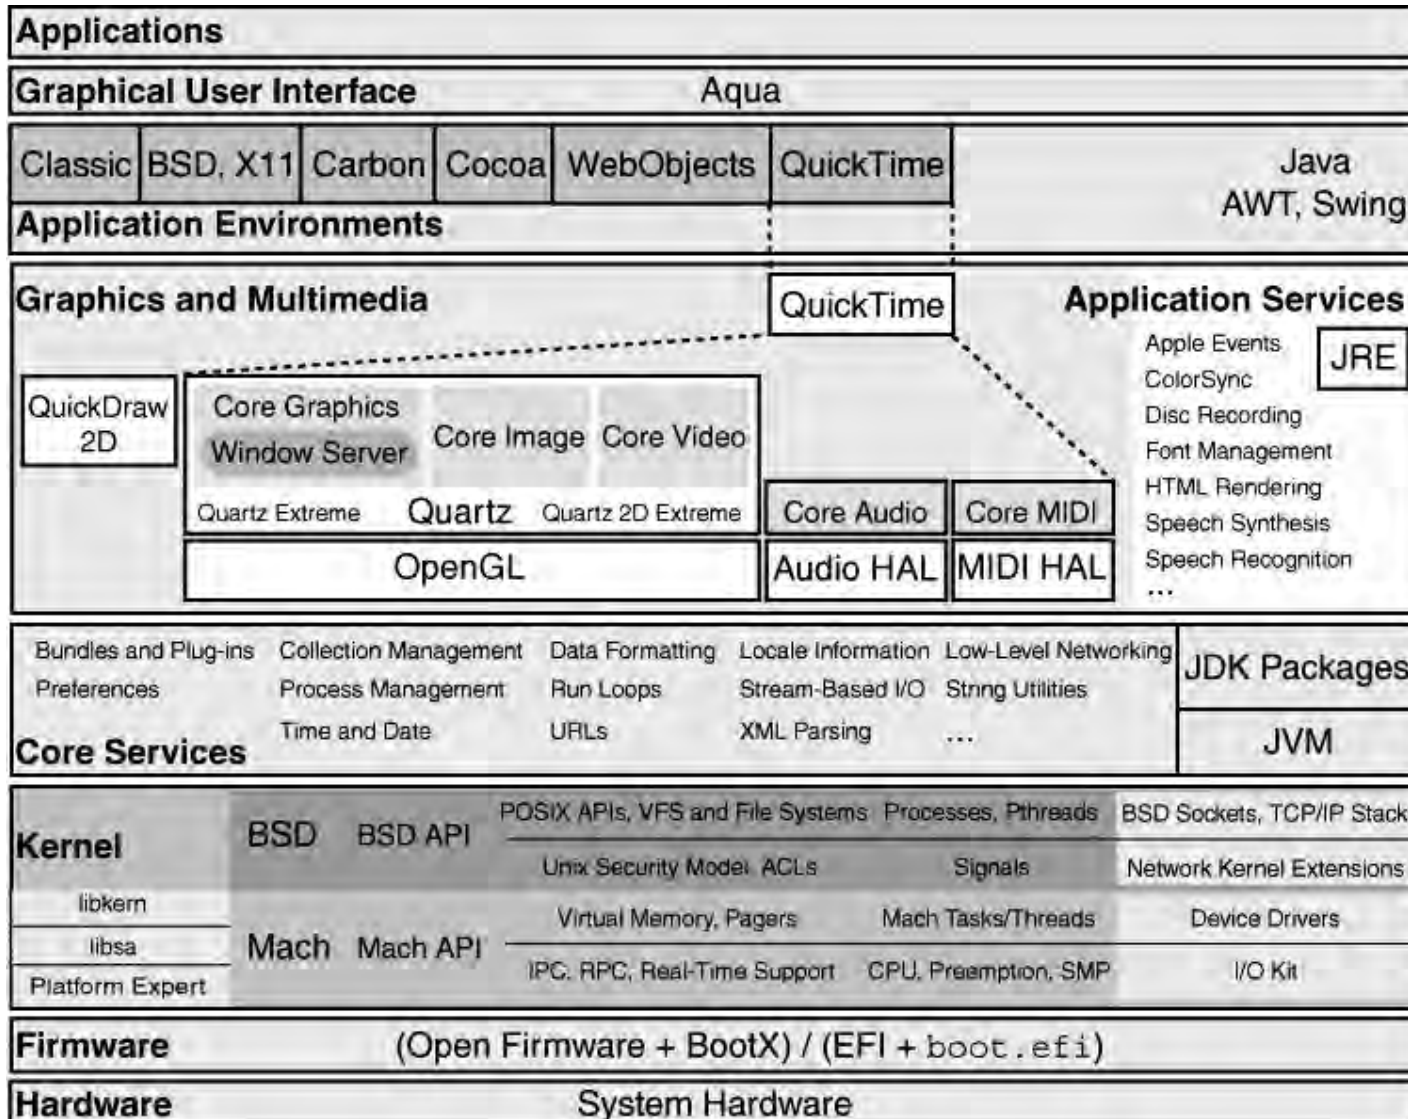 Applications
Graphical User Interface Aqua
Classic BSD, X11 Carbon Cocoa WebObjects QuickTime
Java
AWT, Swing
Application Environments
Graphics and Multimedia
QuickTime
Application Services
Apple Events
ColorSync
Disc Recording
Font Management
HTML Rendering
Speech Synthesis
Speech Recognition
...
JRE
QuickDraw
2D
Core Graphics
Window Server
Core Image
Core Video
Quartz Extreme Quartz Quartz 2D Extreme
Core Audio Core MIDI
OpenGL Audio HAL MIDI HAL
Bundles and Plug-ins Collection Management Data Formatting Locale Information Low-Level Networking
Preferences Process Management Run Loops Stream-Based I/O String Utilities
Time and Date URLs XML Parsing ...
Core Services
JDK Packages
JVM
Kernel
BSD BSD API
POSIX APIs, VFS and File Systems Processes, Pthreads BSD Sockets, TCP/IP Stack
Unix Security Model, ACLs Signals Network Kernel Extensions
libkern
libsa
Platform Expert
Mach Mach API
Virtual Memory, Pagers Mach Tasks/Threads Device Drivers
IPC, RPC, Real-Time Support CPU, Preemption, SMP I/O Kit
Firmware (Open Firmware + BootX) / (EFI + boot.efi)
Hardware System Hardware